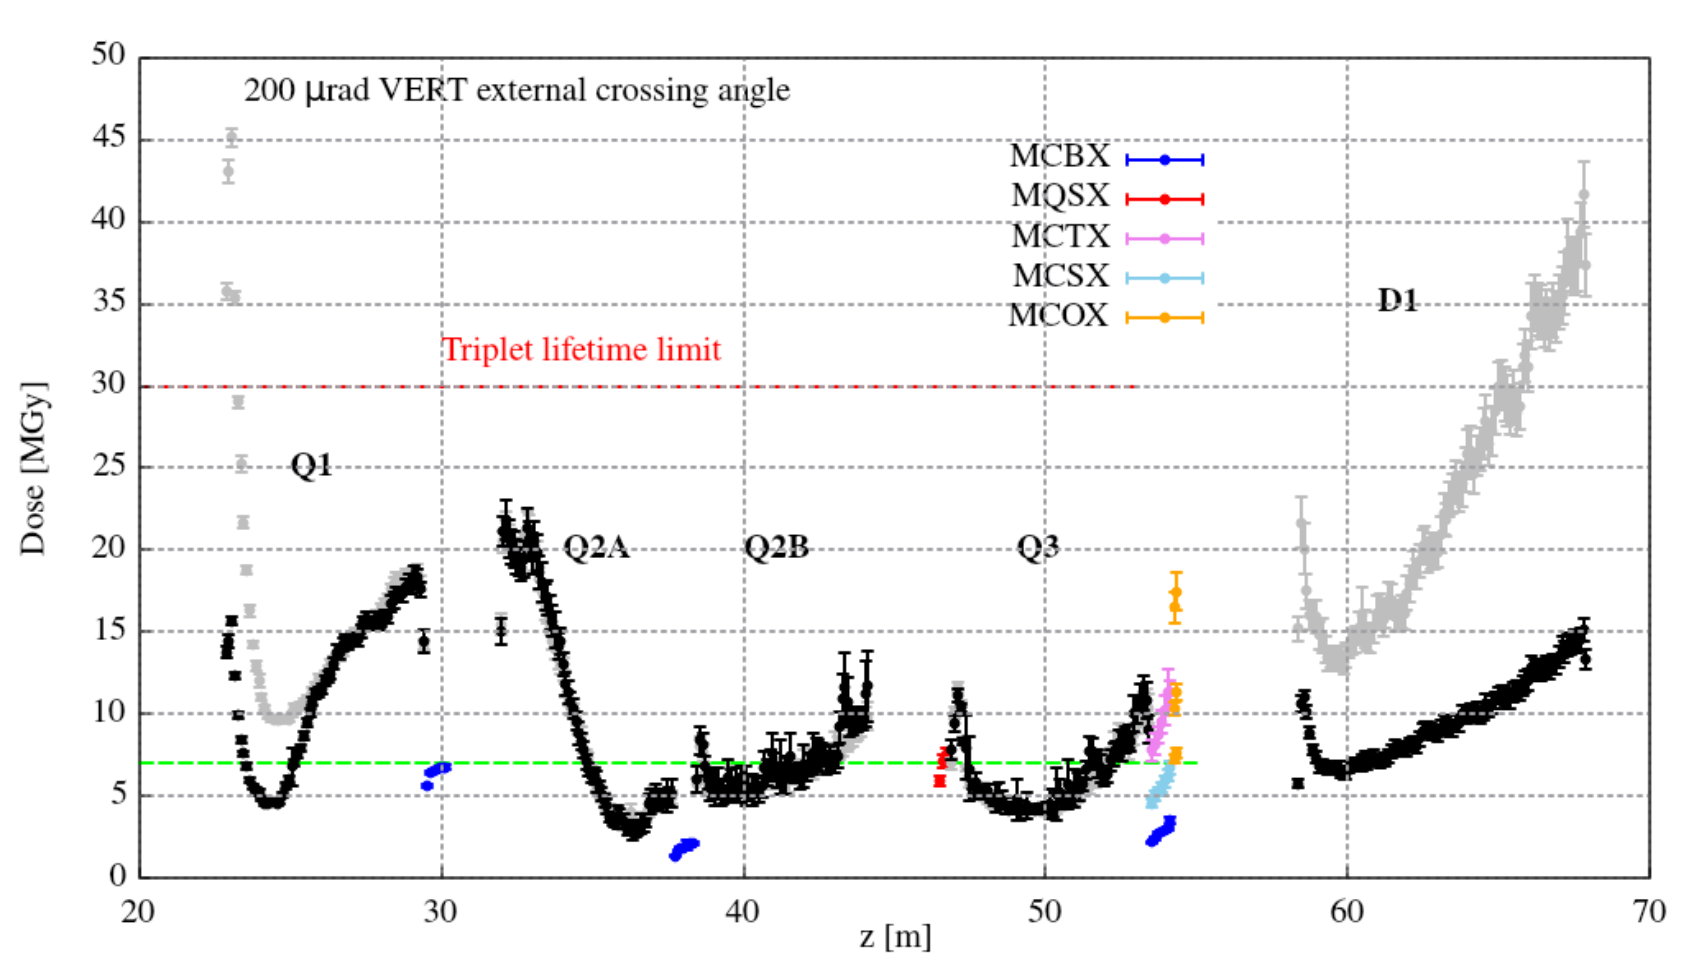 50
200 μrad VERT external crossing angle
45
MCBX
MQSX
40
MCTX
MCSX
MCOX
35
D1
Triplet lifetime limit
30
Dose [MGy]
25
Q1
20
Q2A
Q2B
Q3
15
10
5
0
20
30
40
50
60
70
z [m]